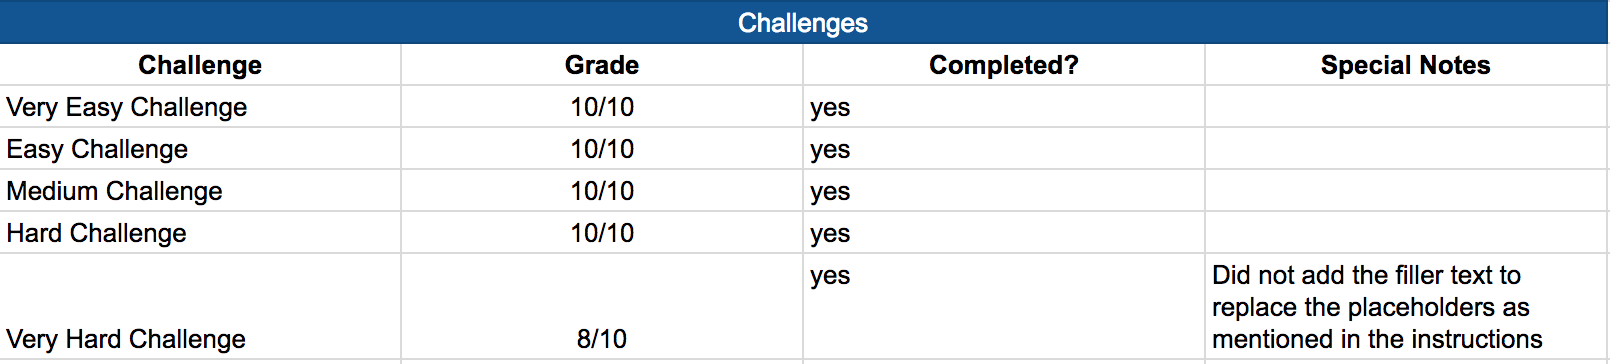 Challenges
Challenge Grade Completed? Special Notes
Very Easy Challenge 10/10 yes
Easy Challenge 10/10 yes
Medium Challenge 10/10 yes
Hard Challenge 10/10 yes
yes Did not add the filler text to
replace the placeholders as
Very Hard Challenge 8/10 mentioned in the instructions